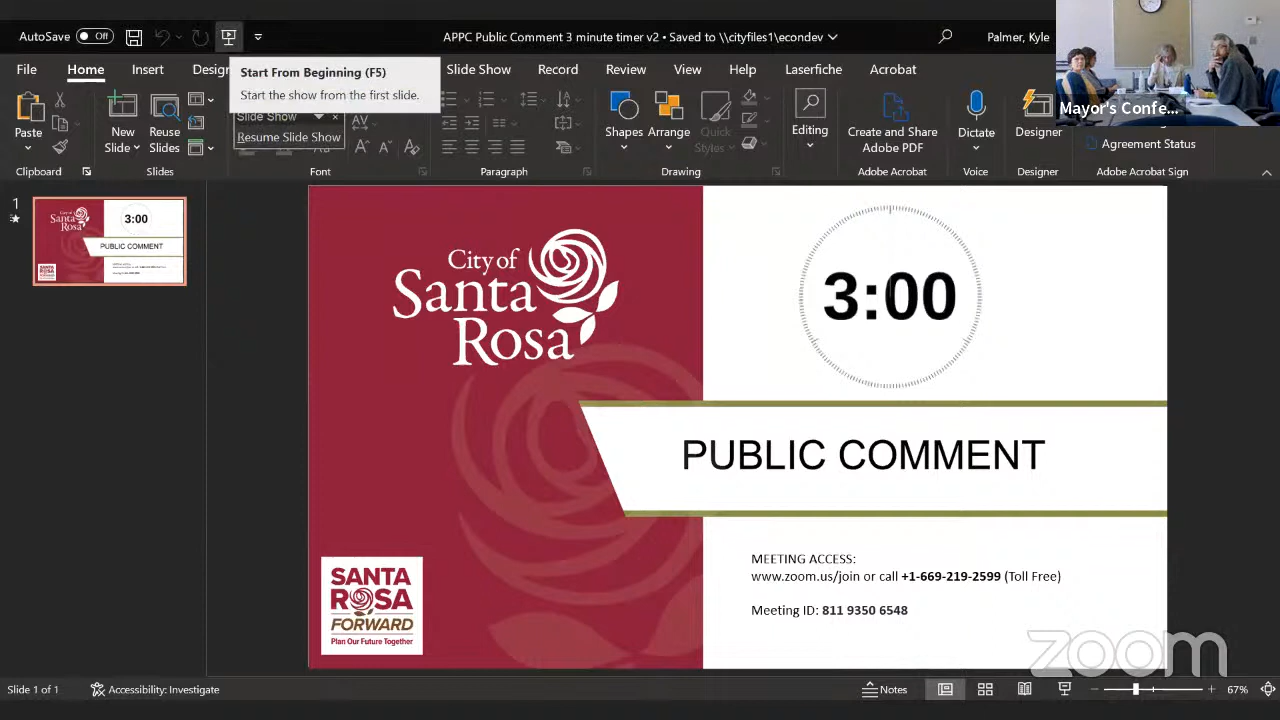 AutoSave Off
APPC Public Comment 3 minute timer v2 • Saved to \\cityfiles1\econdev
Palmer, Kyle
Mayor's Confe...
File Home Insert Desig
Slide Show Record Review View Help Laserfiche Acrobat
Start From Beginning (F5)
Start the show from the first slide.
Slide Show
Resume Slide Show
Paste
New Slide
Reuse Slides
Shapes
Arrange
Quick Styles
Editing
Create and Share Adobe PDF
Dictate
Designer
Agreement Status
Clipboard Slides Font Paragraph Drawing Adobe Acrobat Voice Designer Adobe Acrobat Sign
1
City of
Santa
Rosa
3:00
PUBLIC COMMENT
City of
Santa
Rosa
3:00
PUBLIC COMMENT
MEETING ACCESS:
www.zoom.us/join or call +1-669-219-2599 (Toll Free)
Meeting ID: 811 9350 6548
SANTA
ROSA
FORWARD
Plan Our Future Together
zoom
Slide 1 of 1 Accessibility: Investigate Notes 67%